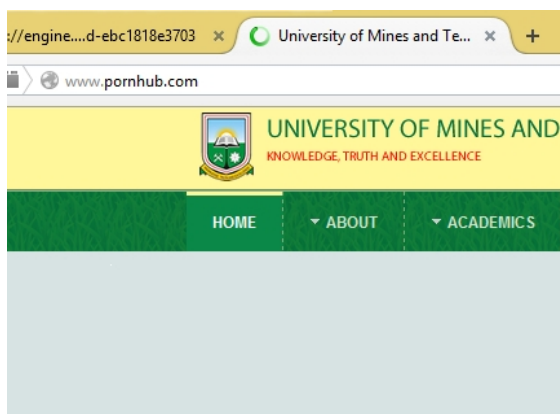 ://engine....d-ebc1818e3703 × University of Mines and Te... × +
www.pornhub.com
UNIVERSITY OF MINES AND
KNOWLEDGE, TRUTH AND EXCELLENCE
HOME ABOUT ACADEMICS